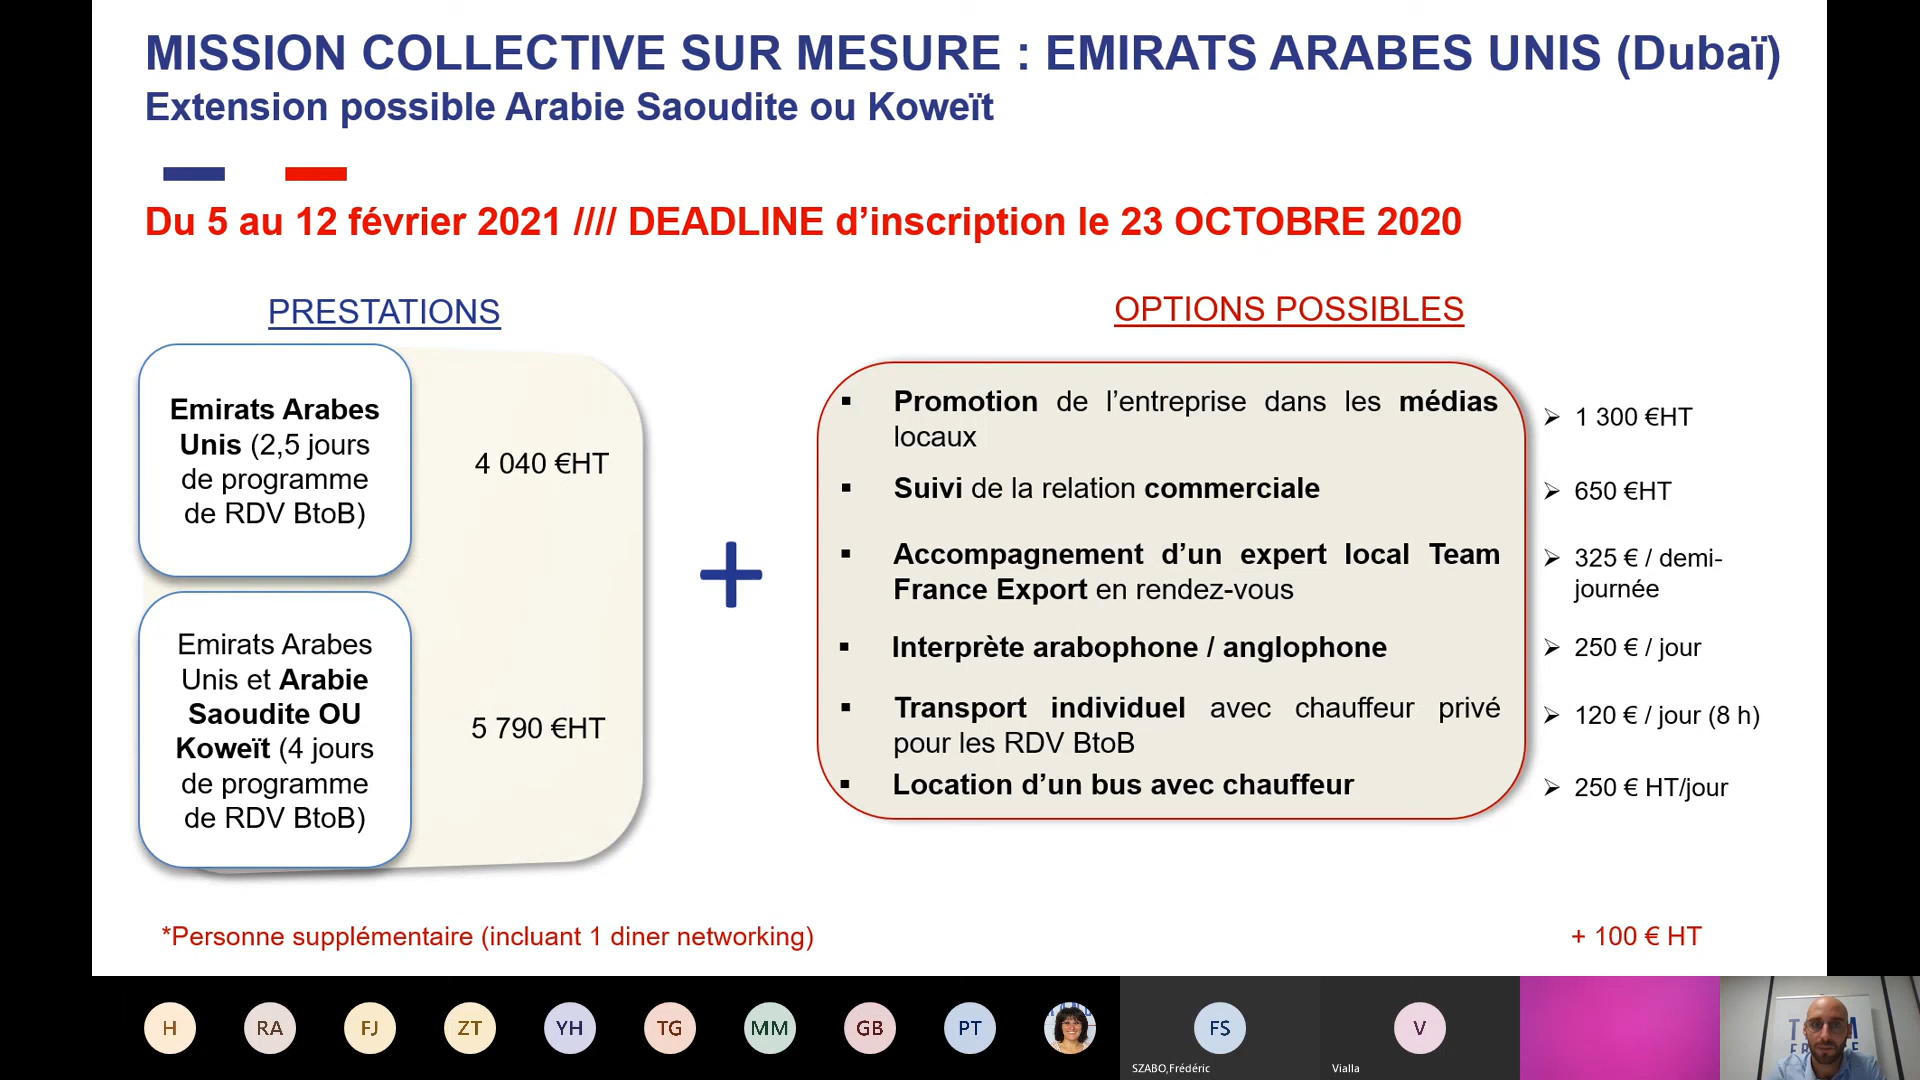 MISSION COLLECTIVE SUR MESURE : EMIRATS ARABES UNIS (Dubaï)
Extension possible Arabie Saoudite ou Koweït
Du 5 au 12 février 2021 //// DEADLINE d’inscription le 23 OCTOBRE 2020
PRESTATIONS
Emirats Arabes
Unis (2,5 jours
de programme
de RDV BtoB)
4 040 €HT
Emirats Arabes
Unis et Arabie
Saoudite OU
Koweït (4 jours
de programme
de RDV BtoB)
5 790 €HT
+
OPTIONS POSSIBLES
▪ Promotion de l’entreprise dans les médias
locaux
➢ 1 300 €HT
▪ Suivi de la relation commerciale
➢ 650 €HT
▪ Accompagnement d’un expert local Team
France Export en rendez-vous
➢ 325 € / demi-
journée
▪ Interprète arabophone / anglophone
➢ 250 € / jour
▪ Transport individuel avec chauffeur privé
pour les RDV BtoB
➢ 120 € / jour (8 h)
▪ Location d’un bus avec chauffeur
➢ 250 € HT/jour
*Personne supplémentaire (incluant 1 diner networking)
+ 100 € HT
H
RA
FJ
ZT
YH
TG
MM
GB
PT
FS
SZABO,Frédéric
V
Vialla